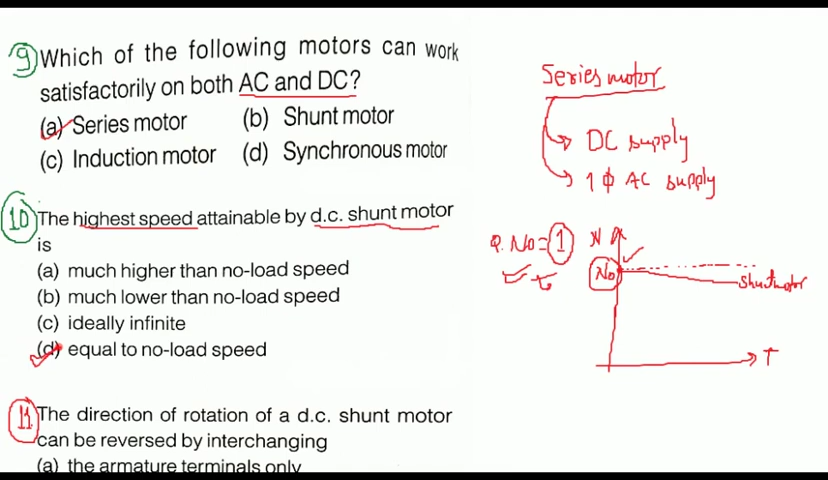 9
Which of the following motors can work
satisfactorily on both AC and DC?
(a) Series motor (b) Shunt motor
(c) Induction motor (d) Synchronous motor
10
The highest speed attainable by d.c. shunt motor
is
(a) much higher than no-load speed
(b) much lower than no-load speed
(c) ideally infinite
(d) equal to no-load speed
11
The direction of rotation of a d.c. shunt motor
can be reversed by interchanging
(a) the armature terminals only
Series motor
DC supply
1 ϕ AC supply
Q. No = 1 N
No
Shunt motor
T